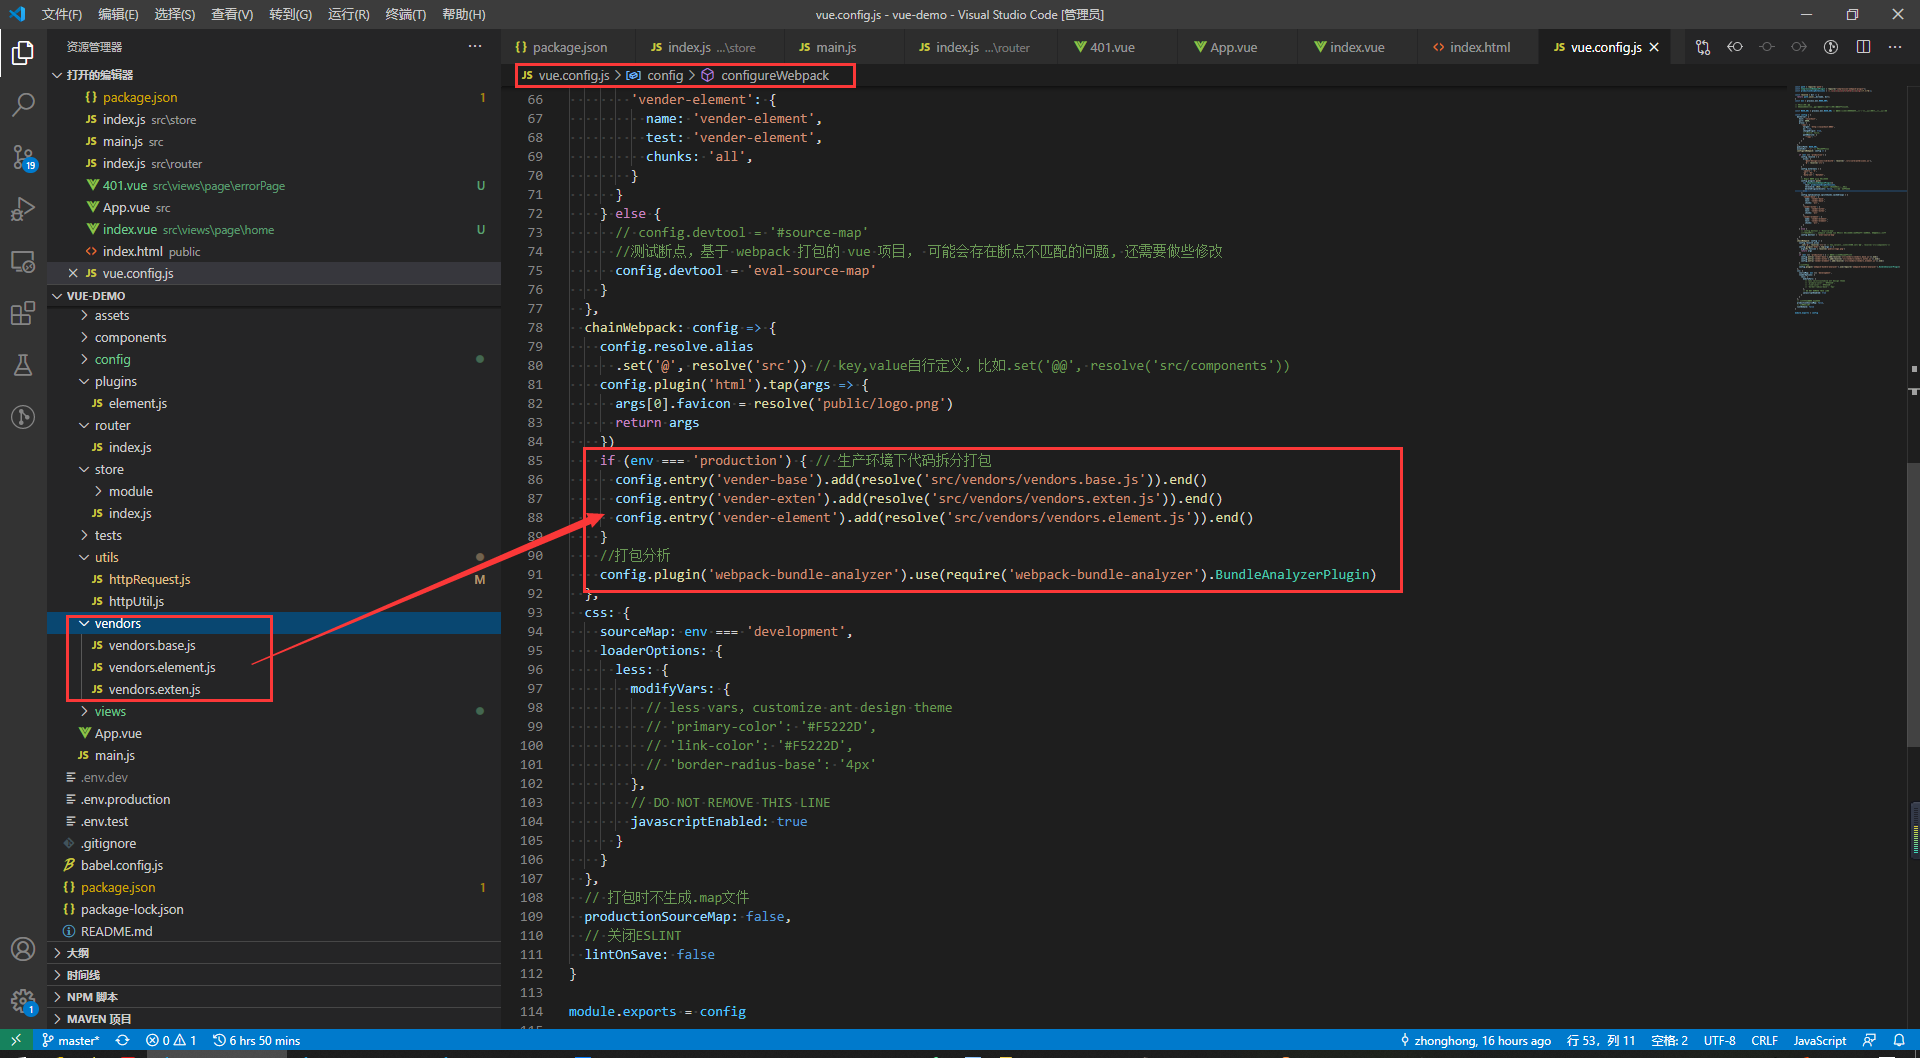 文件(F) 编辑(E) 选择(S) 查看(V) 转到(G) 运行(R) 终端(T) 帮助(H)
vue.config.js - vue-demo - Visual Studio Code [管理员]
资源管理器
打开的编辑器
{} package.json 1
JS index.js src\store
JS main.js src
JS index.js src\router
401.vue src\views\page\errorPage U
App.vue src
index.vue src\views\page\home U
<> index.html public
JS vue.config.js
VUE-DEMO
assets
components
config
plugins
JS element.js
router
JS index.js
store
module
JS index.js
tests
utils
JS httpRequest.js M
JS httpUtil.js
vendors
JS vendors.base.js
JS vendors.element.js
JS vendors.exten.js
views
App.vue
JS main.js
.env.dev
.env.production
.env.test
.gitignore
babel.config.js
{} package.json 1
{} package-lock.json
README.md
大纲
时间线
NPM 脚本
MAVEN 项目
19
1
{} package.json
JS index.js ...\store
JS main.js
JS index.js ...\router
401.vue
App.vue
index.vue
<> index.html
JS vue.config.js
JS vue.config.js > config > configureWebpack
66 'vender-element': {
67 name: 'vender-element',
68 test: 'vender-element',
69 chunks: 'all',
70 }
71 }
72 } else {
73 // config.devtool = '#source-map'
74 //测试断点，基于 webpack 打包的 vue 项目， 可能会存在断点不匹配的问题, 还需要做些修改
75 config.devtool = 'eval-source-map'
76 }
77 },
78 chainWebpack: config => {
79 config.resolve.alias
80 .set('@', resolve('src')) // key,value自行定义，比如.set('@@', resolve('src/components'))
81 config.plugin('html').tap(args => {
82 args[0].favicon = resolve('public/logo.png')
83 return args
84 })
85 if (env === 'production') { // 生产环境下代码拆分打包
86 config.entry('vender-base').add(resolve('src/vendors/vendors.base.js')).end()
87 config.entry('vender-exten').add(resolve('src/vendors/vendors.exten.js')).end()
88 config.entry('vender-element').add(resolve('src/vendors/vendors.element.js')).end()
89 }
90 //打包分析
91 config.plugin('webpack-bundle-analyzer').use(require('webpack-bundle-analyzer').BundleAnalyzerPlugin)
92 },
93 css: {
94 sourceMap: env === 'development',
95 loaderOptions: {
96 less: {
97 modifyVars: {
98 // less vars，customize ant design theme
99 // 'primary-color': '#F5222D',
100 // 'link-color': '#F5222D',
101 // 'border-radius-base': '4px'
102 },
103 // DO NOT REMOVE THIS LINE
104 javascriptEnabled: true
105 }
106 }
107 },
108 // 打包时不生成.map文件
109 productionSourceMap: false,
110 // 关闭ESLINT
111 lintOnSave: false
112 }
113
114 module.exports = config
master* 0 1 6 hrs 50 mins
zhonghong, 16 hours ago 行 53，列 11 空格: 2 UTF-8 CRLF JavaScript